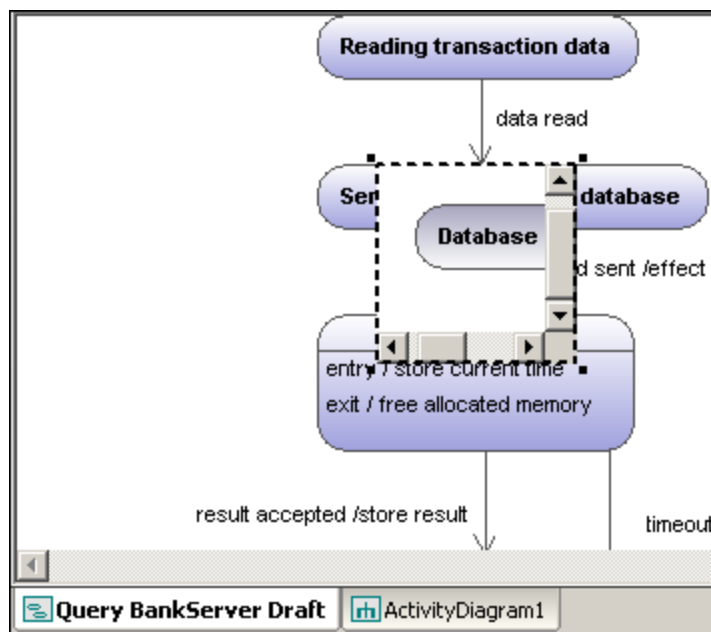 Reading transaction data
data read
Ser database
Database
d sent /effect
entry / store current time
exit / free allocated memory
result accepted /store result
timeout
Query BankServer Draft ActivityDiagram1